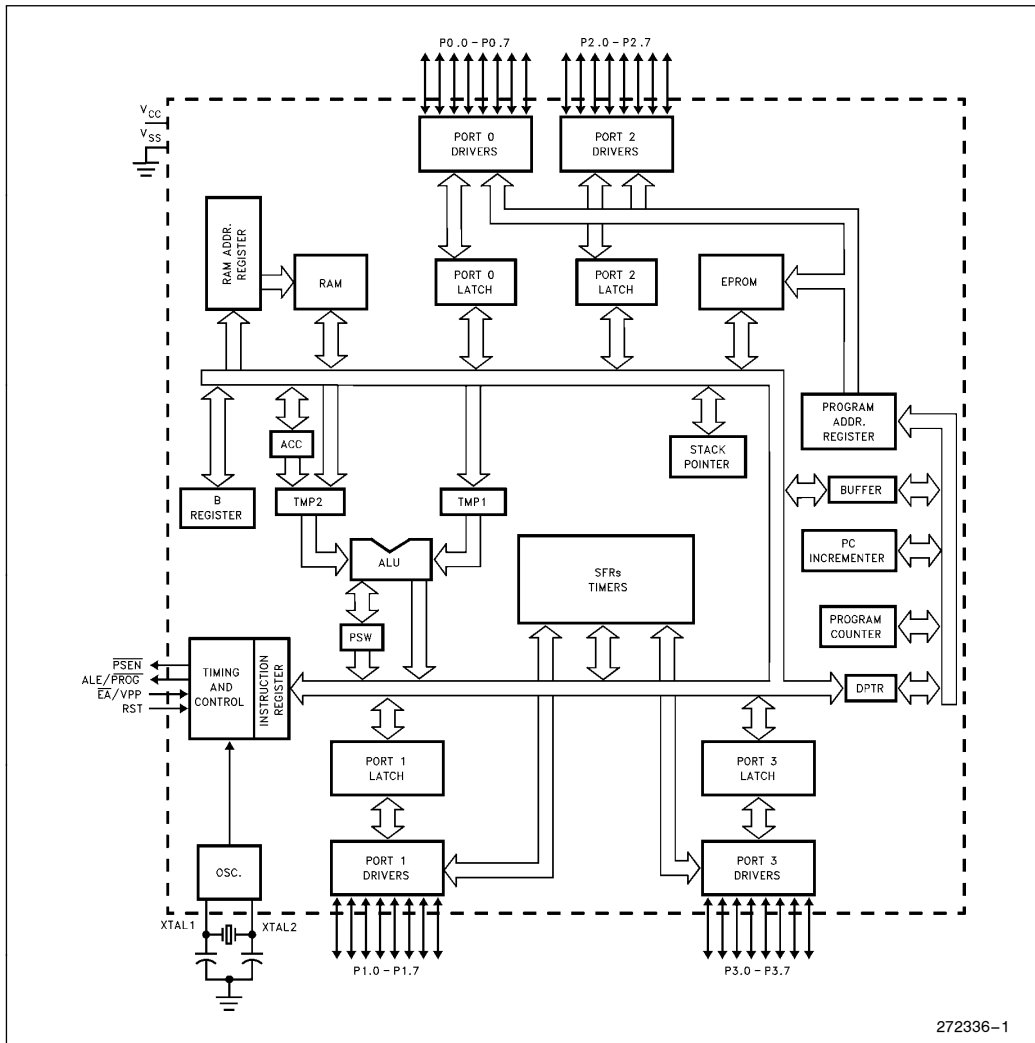 P0.0–P0.7
P2.0–P2.7
VCC
VSS
PORT 0
DRIVERS
PORT 2
DRIVERS
RAM ADDR.
REGISTER
RAM
PORT 0
LATCH
PORT 2
LATCH
EPROM
PROGRAM
ADDR.
REGISTER
ACC
STACK
POINTER
B
REGISTER
TMP2
TMP1
BUFFER
ALU
SFRs
TIMERS
PC
INCREMENTER
PSW
PROGRAM
COUNTER
PSEN
ALE/PROG
EA/VPP
RST
TIMING
AND
CONTROL
INSTRUCTION
REGISTER
DPTR
PORT 1
LATCH
PORT 3
LATCH
OSC.
PORT 1
DRIVERS
PORT 3
DRIVERS
XTAL1
XTAL2
P1.0–P1.7
P3.0–P3.7
272336–1